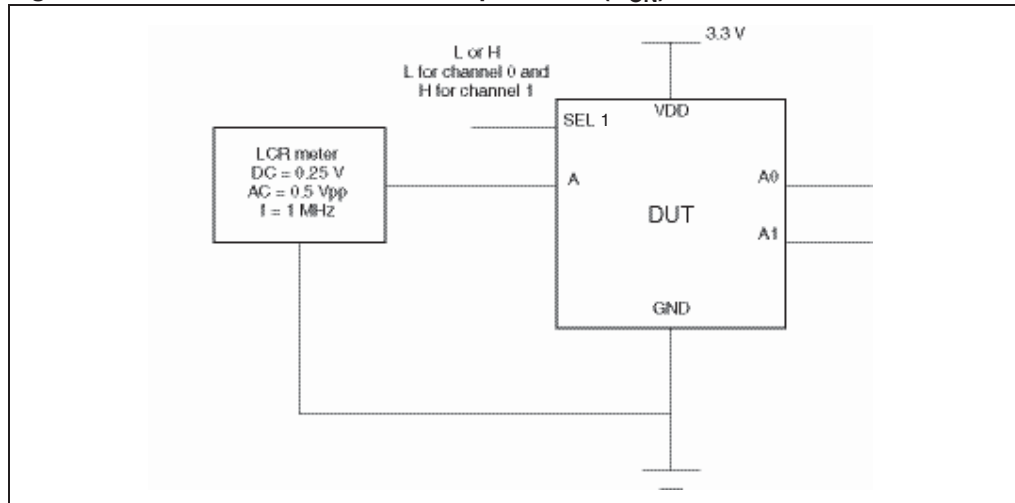 3.3 V
L or H
L for channel 0 and
H for channel 1
VDD
SEL 1
LCR meter
DC = 0.25 V
AC = 0.5 Vpp
f = 1 MHz
A
A0
DUT
A1
GND